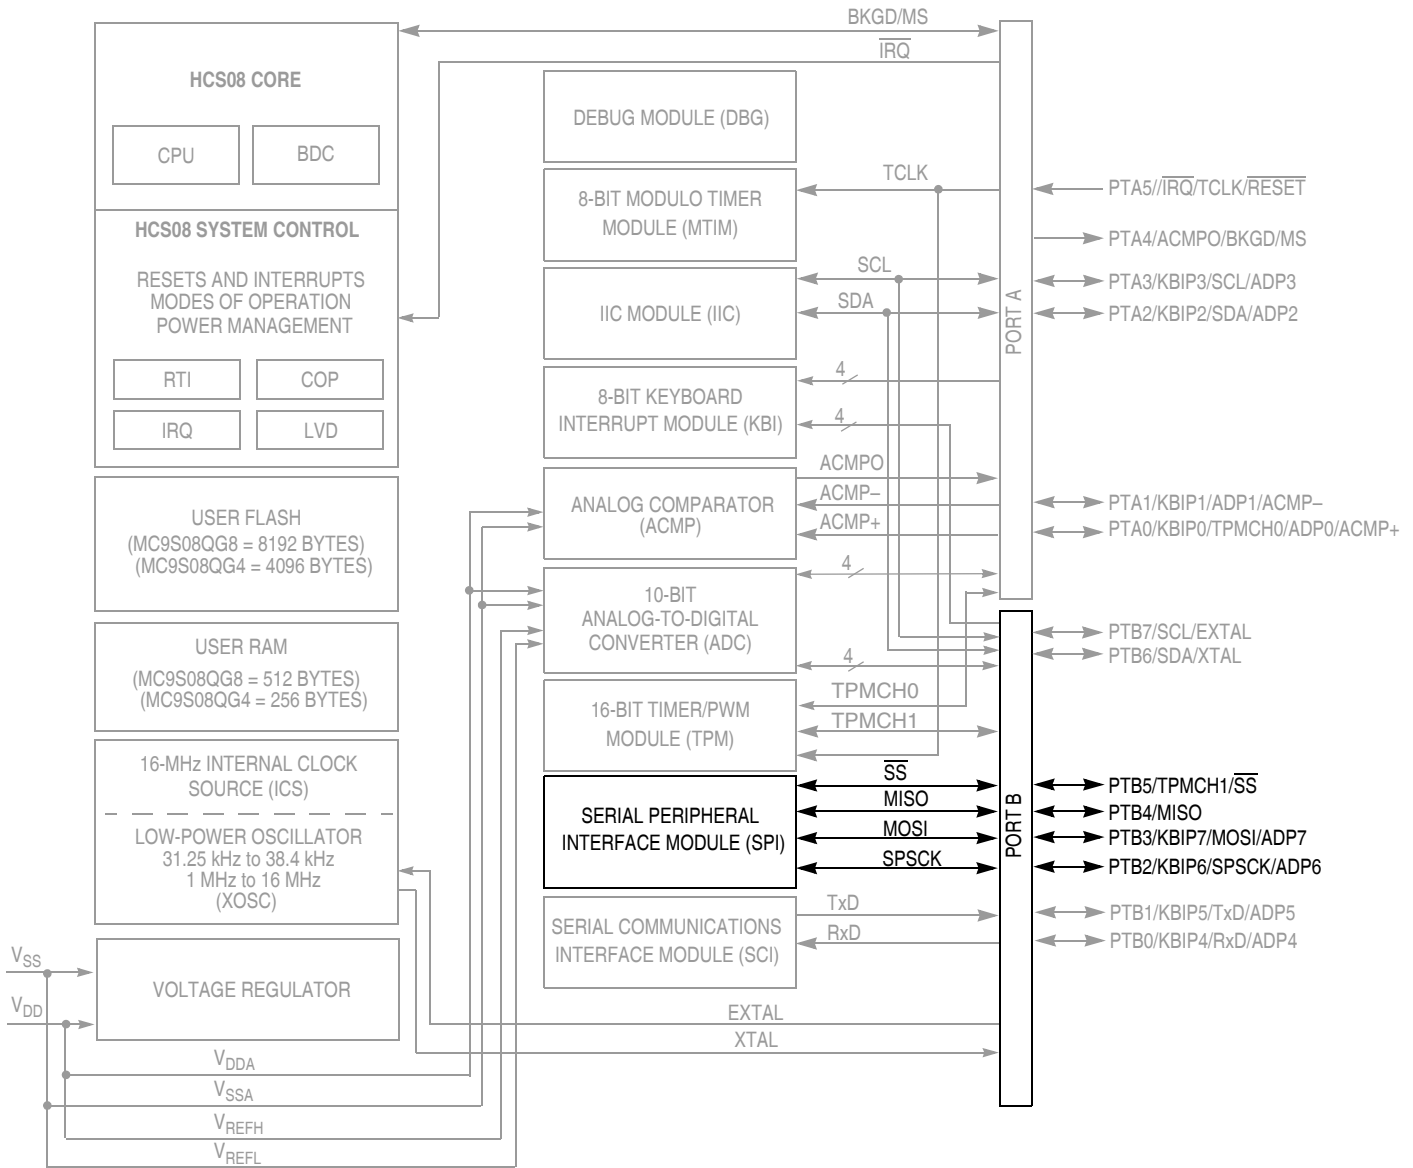 BKGD/MS
IRQ
HCS08 CORE
CPU
BDC
HCS08 SYSTEM CONTROL
RESETS AND INTERRUPTS
MODES OF OPERATION
POWER MANAGEMENT
RTI
COP
IRQ
LVD
USER FLASH
(MC9S08QG8 = 8192 BYTES)
(MC9S08QG4 = 4096 BYTES)
USER RAM
(MC9S08QG8 = 512 BYTES)
(MC9S08QG4 = 256 BYTES)
16-MHz INTERNAL CLOCK
SOURCE (ICS)
LOW-POWER OSCILLATOR
31.25 kHz to 38.4 kHz
1 MHz to 16 MHz
(XOSC)
VOLTAGE REGULATOR
VSS
VDD
VDDA
VSSA
VREFH
VREFL
DEBUG MODULE (DBG)
8-BIT MODULO TIMER
MODULE (MTIM)
IIC MODULE (IIC)
8-BIT KEYBOARD
INTERRUPT MODULE (KBI)
ANALOG COMPARATOR
(ACMP)
10-BIT
ANALOG-TO-DIGITAL
CONVERTER (ADC)
16-BIT TIMER/PWM
MODULE (TPM)
SERIAL PERIPHERAL
INTERFACE MODULE (SPI)
SERIAL COMMUNICATIONS
INTERFACE MODULE (SCI)
TCLK
SCL
SDA
4
4
ACMPO
ACMP–
ACMP+
4
4
TPMCH0
TPMCH1
SS
MISO
MOSI
SPSCK
TxD
RxD
EXTAL
XTAL
PORT A
PORT B
PTA5//IRQ/TCLK/RESET
PTA4/ACMPO/BKGD/MS
PTA3/KBIP3/SCL/ADP3
PTA2/KBIP2/SDA/ADP2
PTA1/KBIP1/ADP1/ACMP–
PTA0/KBIP0/TPMCH0/ADP0/ACMP+
PTB7/SCL/EXTAL
PTB6/SDA/XTAL
PTB5/TPMCH1/SS
PTB4/MISO
PTB3/KBIP7/MOSI/ADP7
PTB2/KBIP6/SPSCK/ADP6
PTB1/KBIP5/TxD/ADP5
PTB0/KBIP4/RxD/ADP4